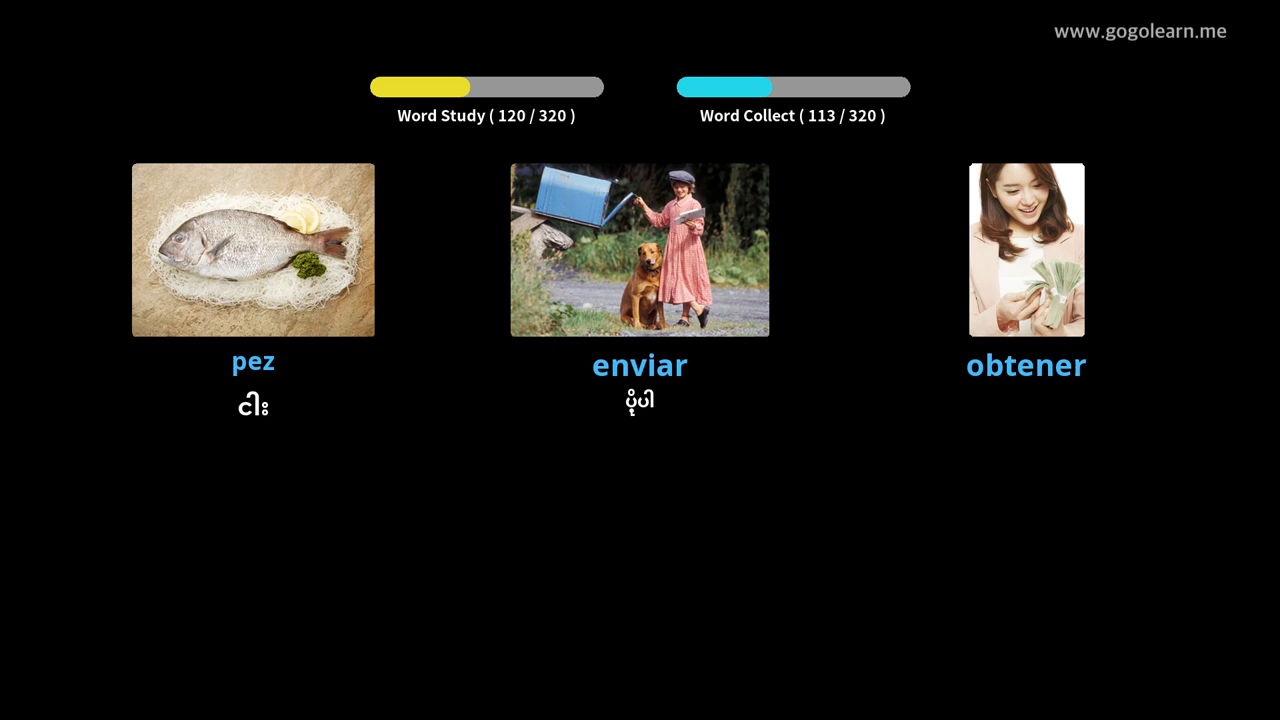 www.gogolearn.me
Word Study ( 120 / 320 )
Word Collect ( 113 / 320 )
pez
ငါး
enviar
ပို့ပါ
obtener